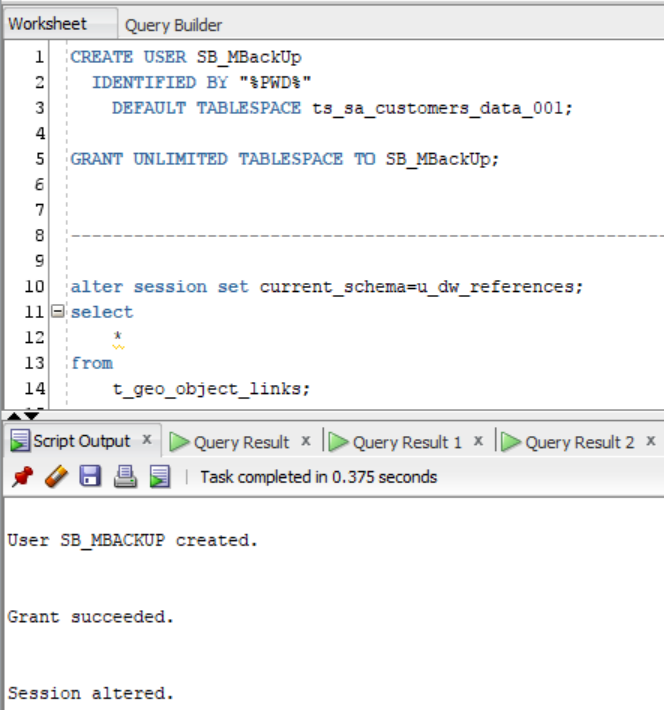 Worksheet Query Builder
1 CREATE USER SB_MBackUp
2 IDENTIFIED BY "%PWD%"
3 DEFAULT TABLESPACE ts_sa_customers_data_001;
4
5 GRANT UNLIMITED TABLESPACE TO SB_MBackUp;
6
7
8 --------------------------------------------------------
9
10 alter session set current_schema=u_dw_references;
11 select
12 *
13 from
14 t_geo_object_links;
Script Output x Query Result x Query Result 1 x Query Result 2 x
Task completed in 0.375 seconds
User SB_MBACKUP created.
Grant succeeded.
Session altered.